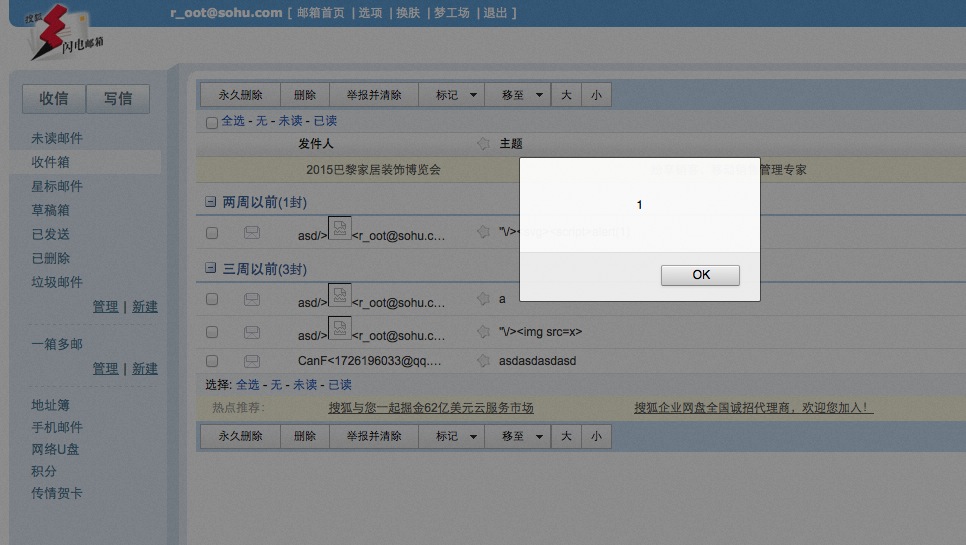 搜狐
闪电邮箱
r_oot@sohu.com [ 邮箱首页 | 选项 | 换肤 | 梦工场 | 退出 ]
收信 写信
未读邮件
收件箱
星标邮件
草稿箱
已发送
已删除
垃圾邮件
管理 | 新建
一箱多邮
管理 | 新建
地址簿
手机邮件
网络U盘
积分
传情贺卡
永久删除 删除 举报并清除 标记 移至 大 小
全选 - 无 - 未读 - 已读
发件人 主题
2015巴黎家居装饰博览会 管理专家
两周以前(1封)
asd/> <r_oot@sohu.c... "\/>
三周以前(3封)
asd/> <r_oot@sohu.c... a
asd/> <r_oot@sohu.c... "\/><img src=x>
CanF<1726196033@qq.... asdasdasdasd
选择: 全选 - 无 - 未读 - 已读
热点推荐: 搜狐与您一起掘金62亿美元云服务市场 搜狐企业网盘全国诚招代理商，欢迎您加入！
永久删除 删除 举报并清除 标记 移至 大 小
1
OK